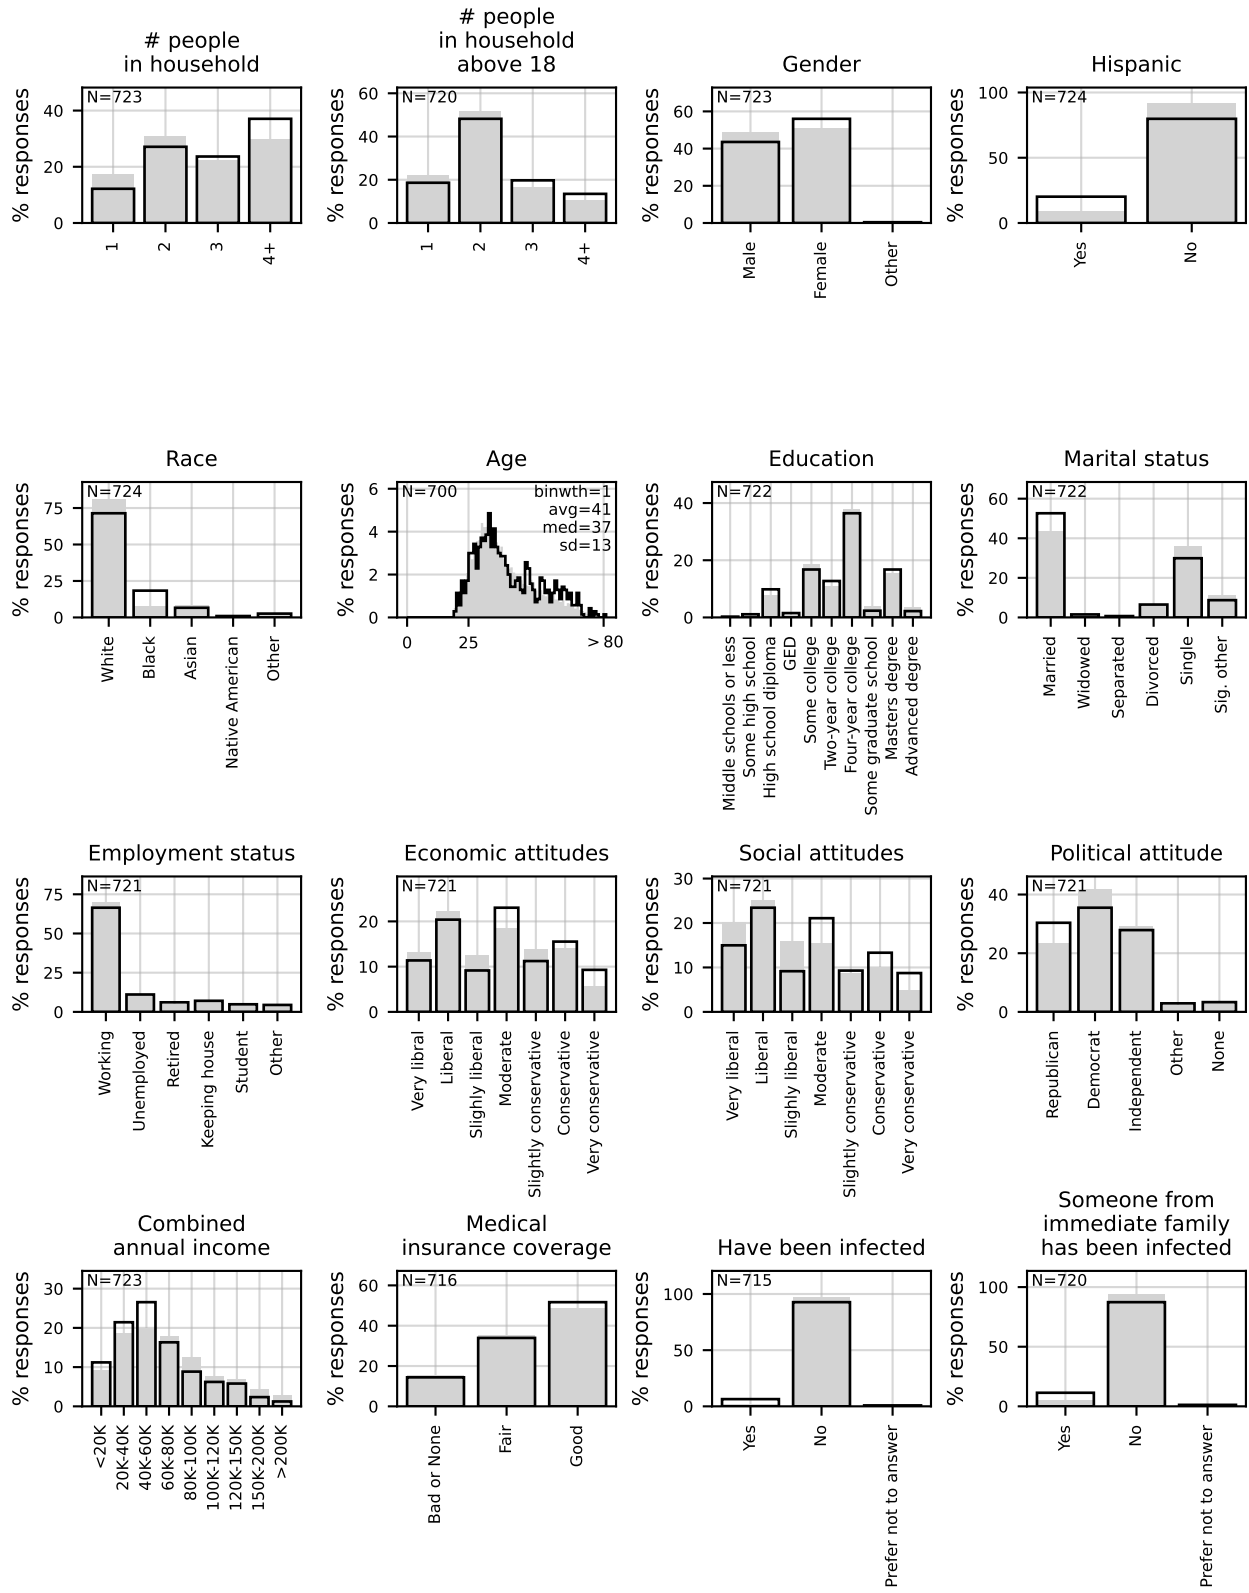 # people
in household
% responses
N=723
40
20
0
1
2
3
4+
# people
in household
above 18
% responses
N=720
60
40
20
0
1
2
3
4+
Gender
% responses
N=723
60
40
20
0
Male
Female
Other
Hispanic
% responses
N=724
100
50
0
Yes
No
Race
% responses
N=724
75
50
25
0
White
Black
Asian
Native American
Other
Age
% responses
N=700
binwth=1
avg=41
med=37
sd=13
6
4
2
0
0
25
> 80
Education
% responses
N=722
40
20
0
Middle schools or less
Some high school
High school diploma
GED
Some college
Two-year college
Four-year college
Some graduate school
Masters degree
Advanced degree
Marital status
% responses
N=722
60
40
20
0
Married
Widowed
Separated
Divorced
Single
Sig. other
Employment status
% responses
N=721
75
50
25
0
Working
Unemployed
Retired
Keeping house
Student
Other
Economic attitudes
% responses
N=721
20
10
0
Very libral
Liberal
Slighly liberal
Moderate
Slightly conservative
Conservative
Very conservative
Social attitudes
% responses
N=721
30
20
10
0
Very liberal
Liberal
Slighly liberal
Moderate
Slightly conservative
Conservative
Very conservative
Political attitude
% responses
N=721
40
20
0
Republican
Democrat
Independent
Other
None
Combined
annual income
% responses
N=723
30
20
10
0
<20K
20K-40K
40K-60K
60K-80K
80K-100K
100K-120K
120K-150K
150K-200K
>200K
Medical
insurance coverage
% responses
N=716
60
40
20
0
Bad or None
Fair
Good
Have been infected
% responses
N=715
100
50
0
Yes
No
Prefer not to answer
Someone from
immediate family
has been infected
% responses
N=720
100
50
0
Yes
No
Prefer not to answer